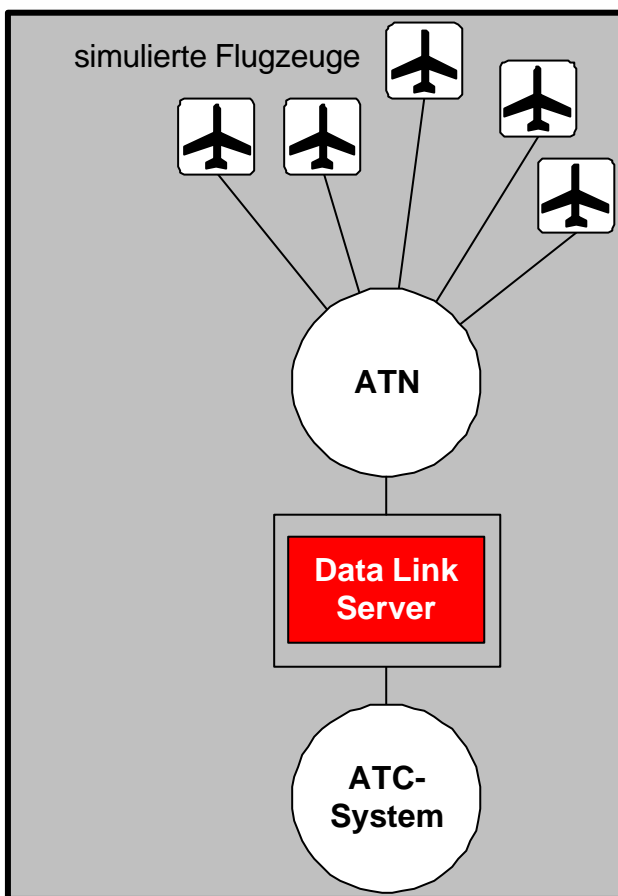 simulierte Flugzeuge
ATN
Data Link
Server
ATC-
System